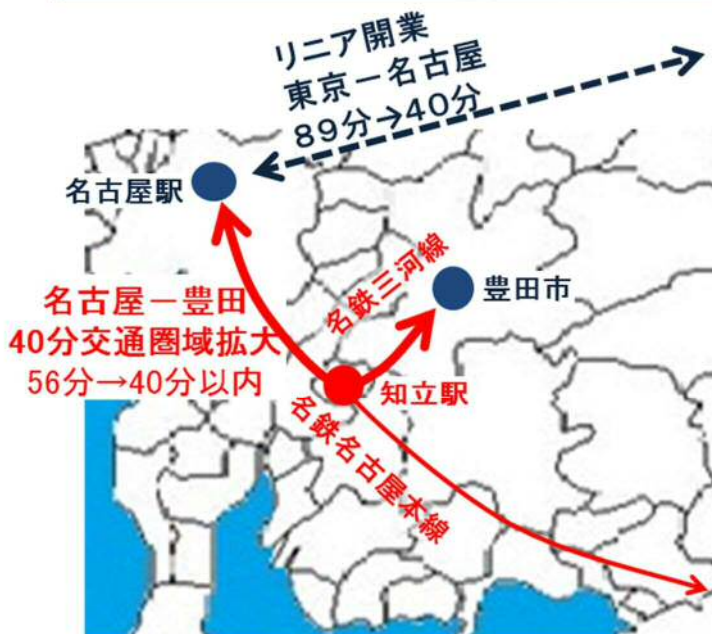 リニア開業
東京－名古屋
89分→40分
名古屋駅
名鉄三河線
豊田市
名古屋－豊田
40分交通圏域拡大
56分→40分以内
知立駅
名鉄名古屋本線